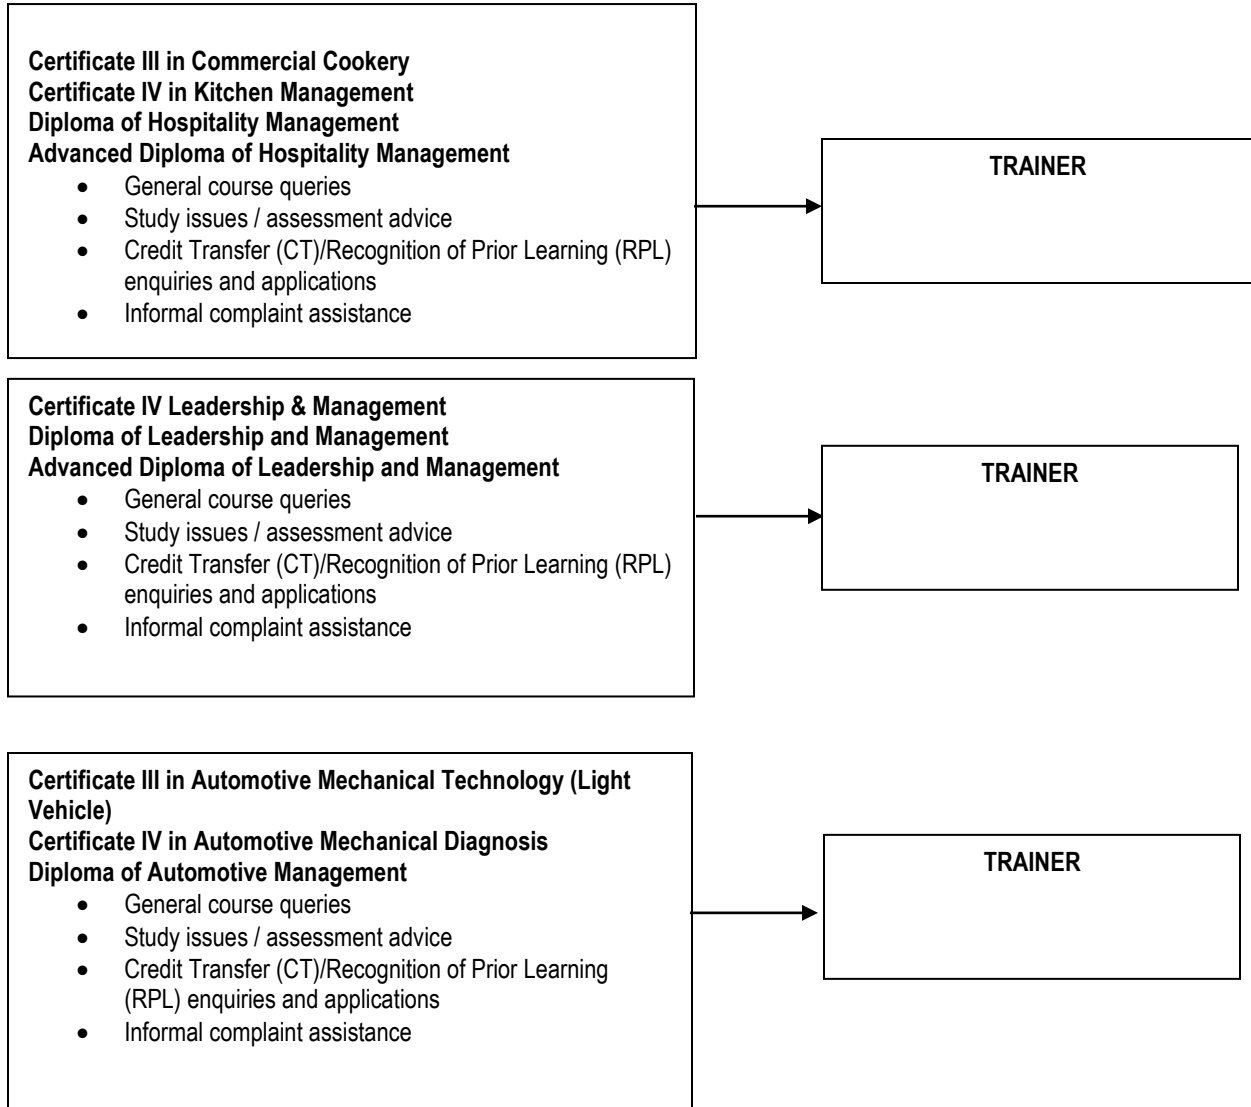 Certificate III in Commercial Cookery
Certificate IV in Kitchen Management
Diploma of Hospitality Management
Advanced Diploma of Hospitality Management
• General course queries
• Study issues / assessment advice
• Credit Transfer (CT)/Recognition of Prior Learning (RPL)
enquiries and applications
• Informal complaint assistance
TRAINER
Certificate IV Leadership & Management
Diploma of Leadership and Management
Advanced Diploma of Leadership and Management
• General course queries
• Study issues / assessment advice
• Credit Transfer (CT)/Recognition of Prior Learning (RPL)
enquiries and applications
• Informal complaint assistance
TRAINER
Certificate III in Automotive Mechanical Technology (Light
Vehicle)
Certificate IV in Automotive Mechanical Diagnosis
Diploma of Automotive Management
• General course queries
• Study issues / assessment advice
• Credit Transfer (CT)/Recognition of Prior Learning
(RPL) enquiries and applications
• Informal complaint assistance
TRAINER